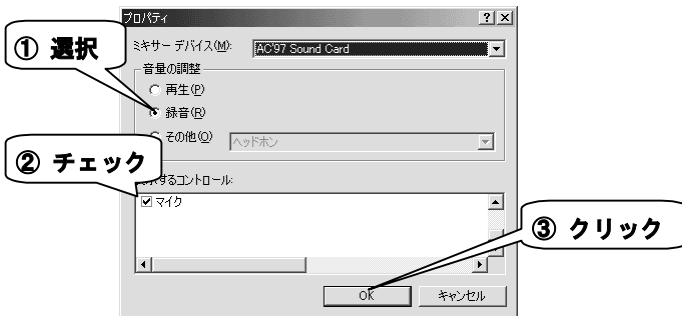 プロパティ
① 選択
ミキサー デバイス(M): AC'97 Sound Card
音量の調整
再生(P)
録音(R)
その他(O) ヘッドホン
② チェック
表示するコントロール:
マイク
③ クリック
OK キャンセル